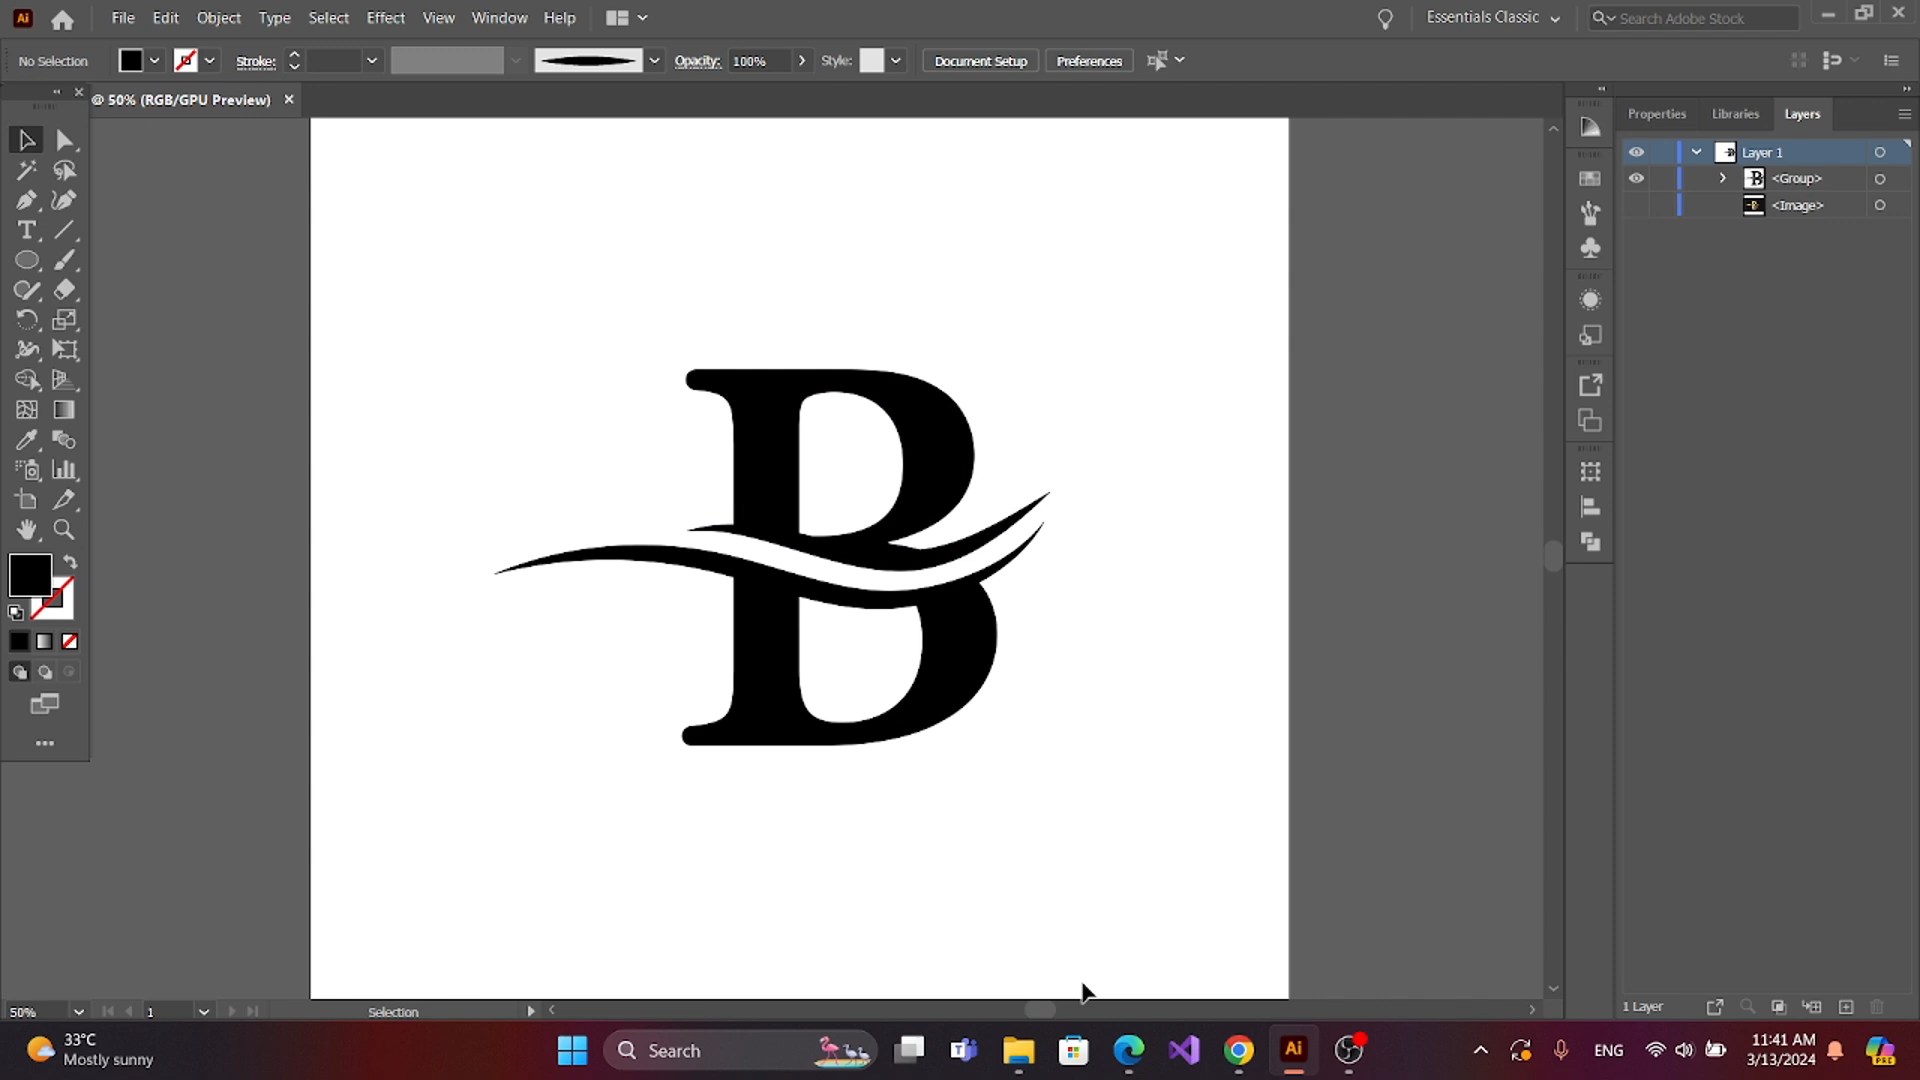 Ai File Edit Object Type Select Effect View Window Help Essentials Classic Search Adobe Stock
No Selection Stroke: Opacity: 100% Style: Document Setup Preferences
@ 50% (RGB/GPU Preview) ×
Properties Libraries Layers
Layer 1
<Group>
<Image>
B
50% 1 Selection 1 Layer
33°C
Mostly sunny
Search
Ai
ENG
11:41 AM
3/13/2024
PRE